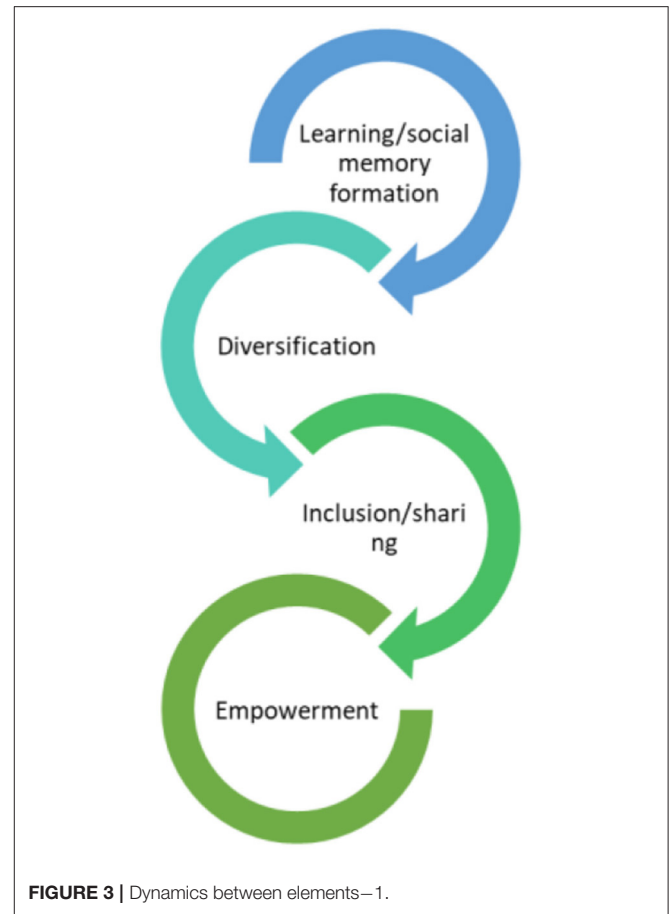 Learning/social
memory
formation
Diversification
Inclusion/shari
ng
Empowerment
FIGURE 3 | Dynamics between elements—1.